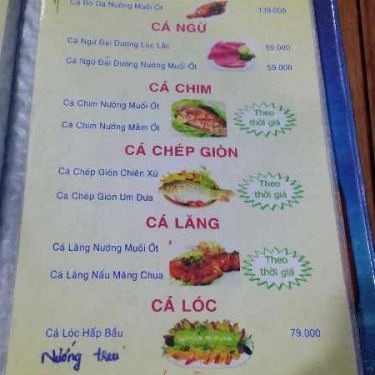 Cá Bò Da Nướng Muối Ớt 139.000
CÁ NGỪ
Cá Ngừ Đại Dương Lúc Lắc 59.000
Cá Ngừ Đại Dương Nướng Muối Ớt 59.000
CÁ CHIM
Cá Chim Nướng Muối Ớt
Cá Chim Nướng Mắm Ớt
Theo
thời giá
CÁ CHÉP GIÒN
Cá Chép Giòn Chiên Xù
Cá Chép Giòn Um Dưa
Theo
thời giá
CÁ LĂNG
Cá Lăng Nướng Muối Ớt
Cá Lăng Nấu Măng Chua
Theo
thời giá
CÁ LÓC
Cá Lóc Hấp Bầu 79.000
Nướng trui